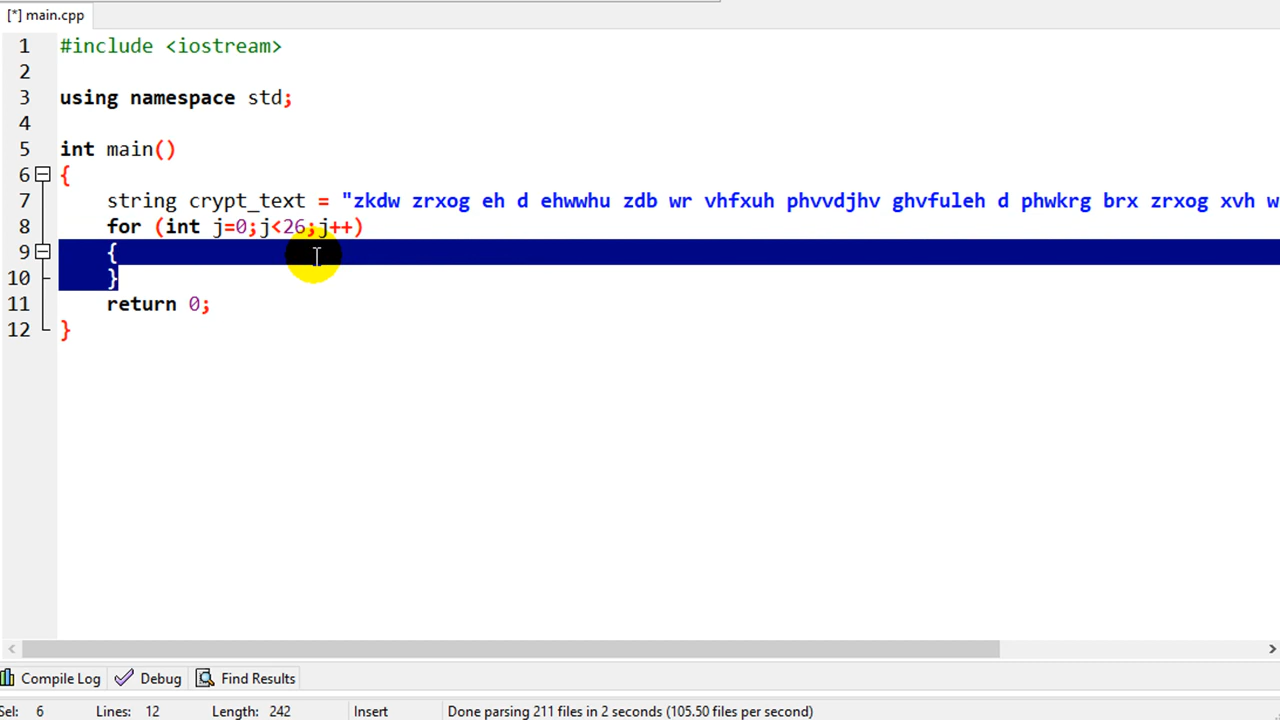 [*] main.cpp
1 #include <iostream>
2
3 using namespace std;
4
5 int main()
6 {
7 string crypt_text = "zkdw zrxog eh d ehwwhu zdb wr vhfxuh phvvdjhv ghvfuleh d phwkrg brx zrxog xvh w
8 for (int j=0;j<26;j++)
9 {
10 }
11 return 0;
12 }
Compile Log Debug Find Results
Sel: 6 Lines: 12 Length: 242 Insert Done parsing 211 files in 2 seconds (105.50 files per second)